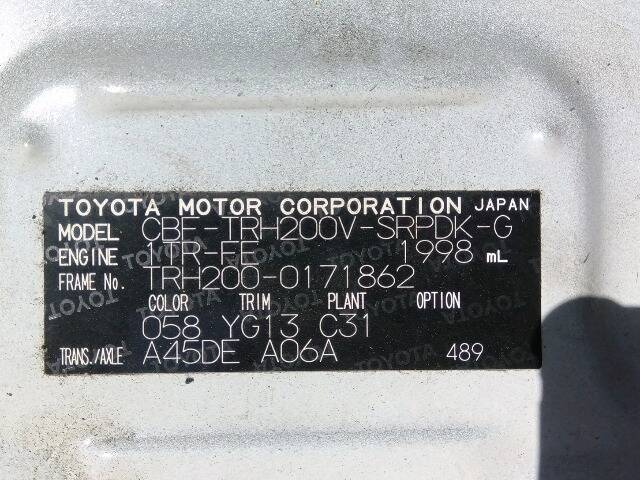 TOYOTA MOTOR CORPORATION JAPAN
MODEL CBF-TRH200V-SRPDK-G
ENGINE 1TR-FE 1998 mL
FRAME No. TRH200-0171862
COLOR TRIM PLANT OPTION
058 YG13 C31
TRANS./AXLE A45DE A06A 489